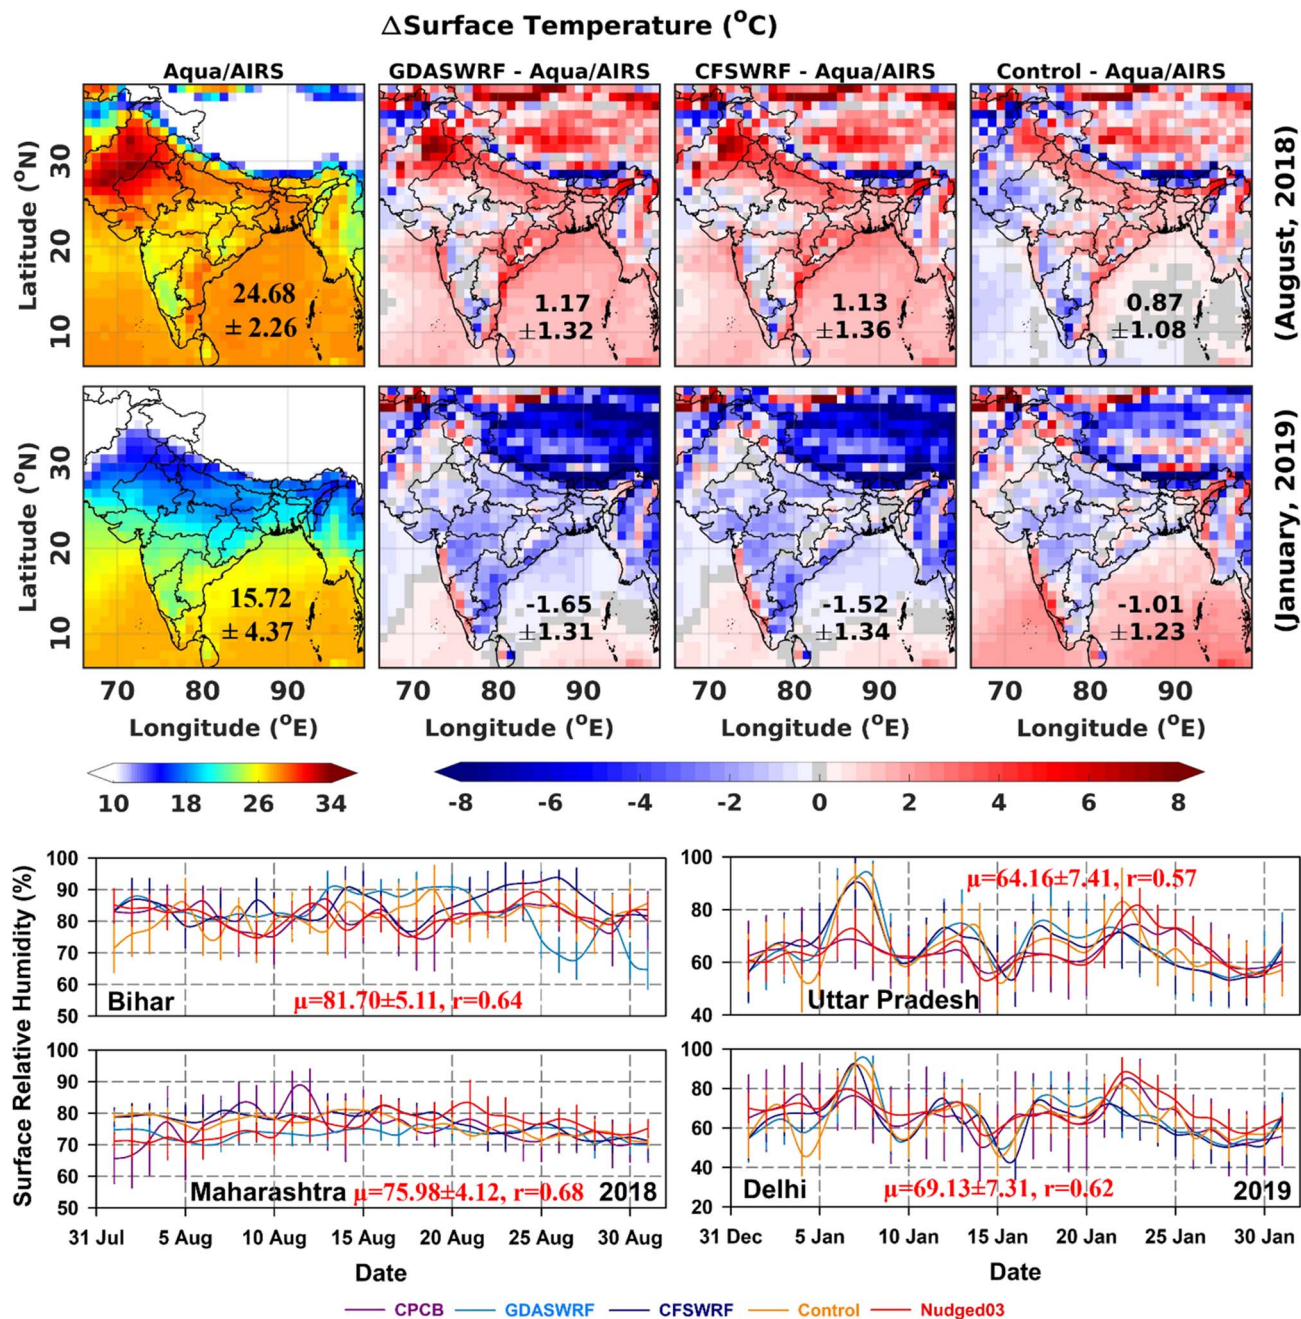 ΔSurface Temperature (°C)
Aqua/AIRS GDASWRF - Aqua/AIRS CFSWRF - Aqua/AIRS Control - Aqua/AIRS
Latitude (°N)
30
20
10
24.68
± 2.26
1.17
±1.32
1.13
±1.36
0.87
±1.08
(August, 2018)
Latitude (°N)
30
20
10
15.72
± 4.37
-1.65
±1.31
-1.52
±1.34
-1.01
±1.23
(January, 2019)
70 80 90 70 80 90 70 80 90 70 80 90
Longitude (°E) Longitude (°E) Longitude (°E) Longitude (°E)
10 18 26 34 -8 -6 -4 -2 0 2 4 6 8
Surface Relative Humidity (%)
100
90
80
70
60
50
Bihar
μ=81.70±5.11, r=0.64
100
80
60
40
μ=64.16±7.41, r=0.57
Uttar Pradesh
100
90
80
70
60
50
Maharashtra μ=75.98±4.12, r=0.68 2018
100
80
60
40
20
Delhi μ=69.13±7.31, r=0.62 2019
31 Jul 5 Aug 10 Aug 15 Aug 20 Aug 25 Aug 30 Aug 31 Dec 5 Jan 10 Jan 15 Jan 20 Jan 25 Jan 30 Jan
Date Date
CPCB GDASWRF CFSWRF Control Nudged03